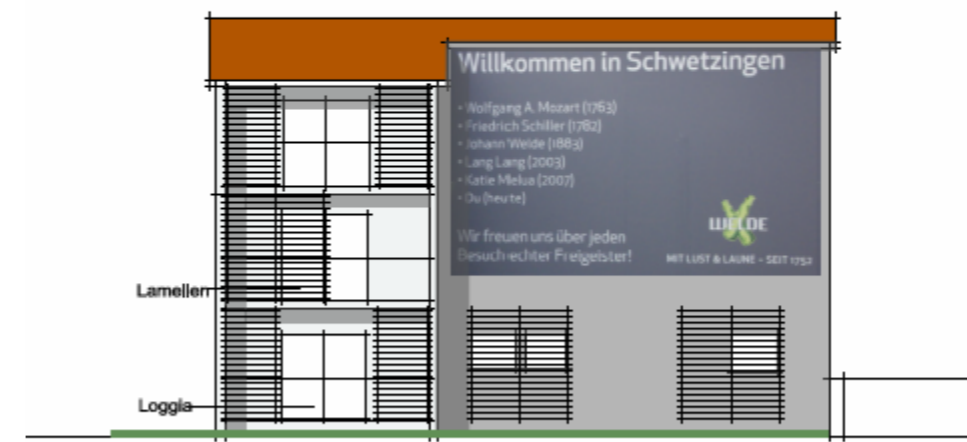 Willkommen in Schwetzingen
• Wolfgang A. Mozart (1763)
• Friedrich Schiller (1782)
• Johann Welde (1883)
• Lang Lang (2003)
• Katie Melua (2007)
• Du (heute)
Wir freuen uns über jeden
Besuch echter Freigeister!
WELDE
MIT LUST & LAUNE - SEIT 1752
Lamellen
Loggia